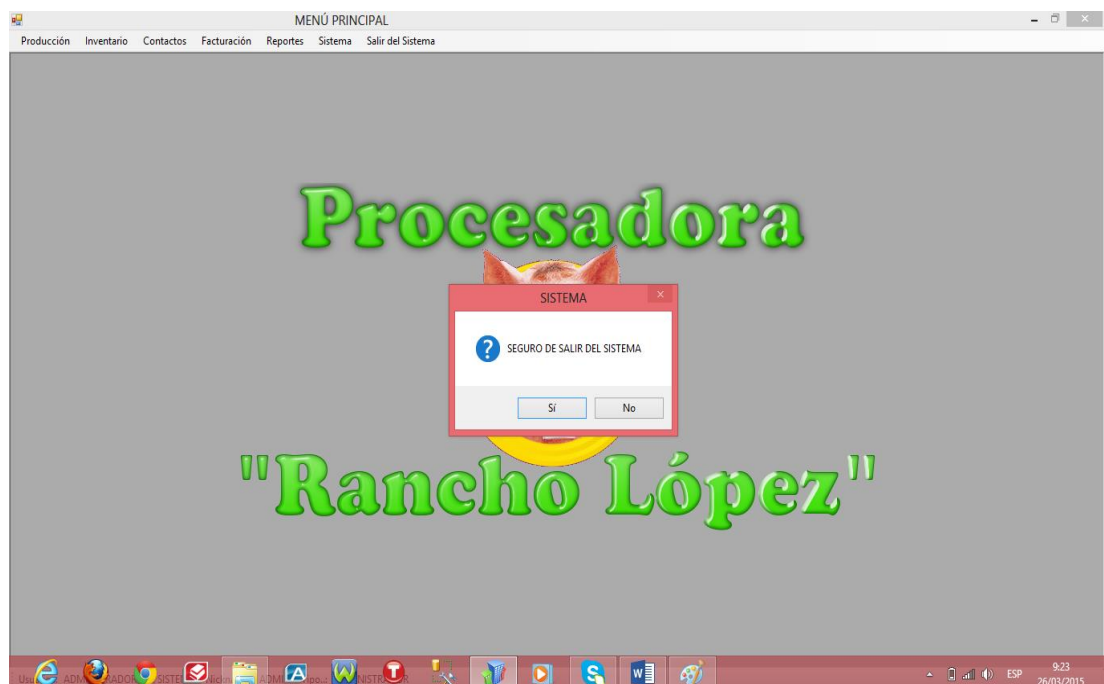 MENÚ PRINCIPAL
Producción Inventario Contactos Facturación Reportes Sistema Salir del Sistema
Procesadora
SISTEMA
SEGURO DE SALIR DEL SISTEMA
Sí No
"Rancho López"
ESP 9:23
26/03/2015